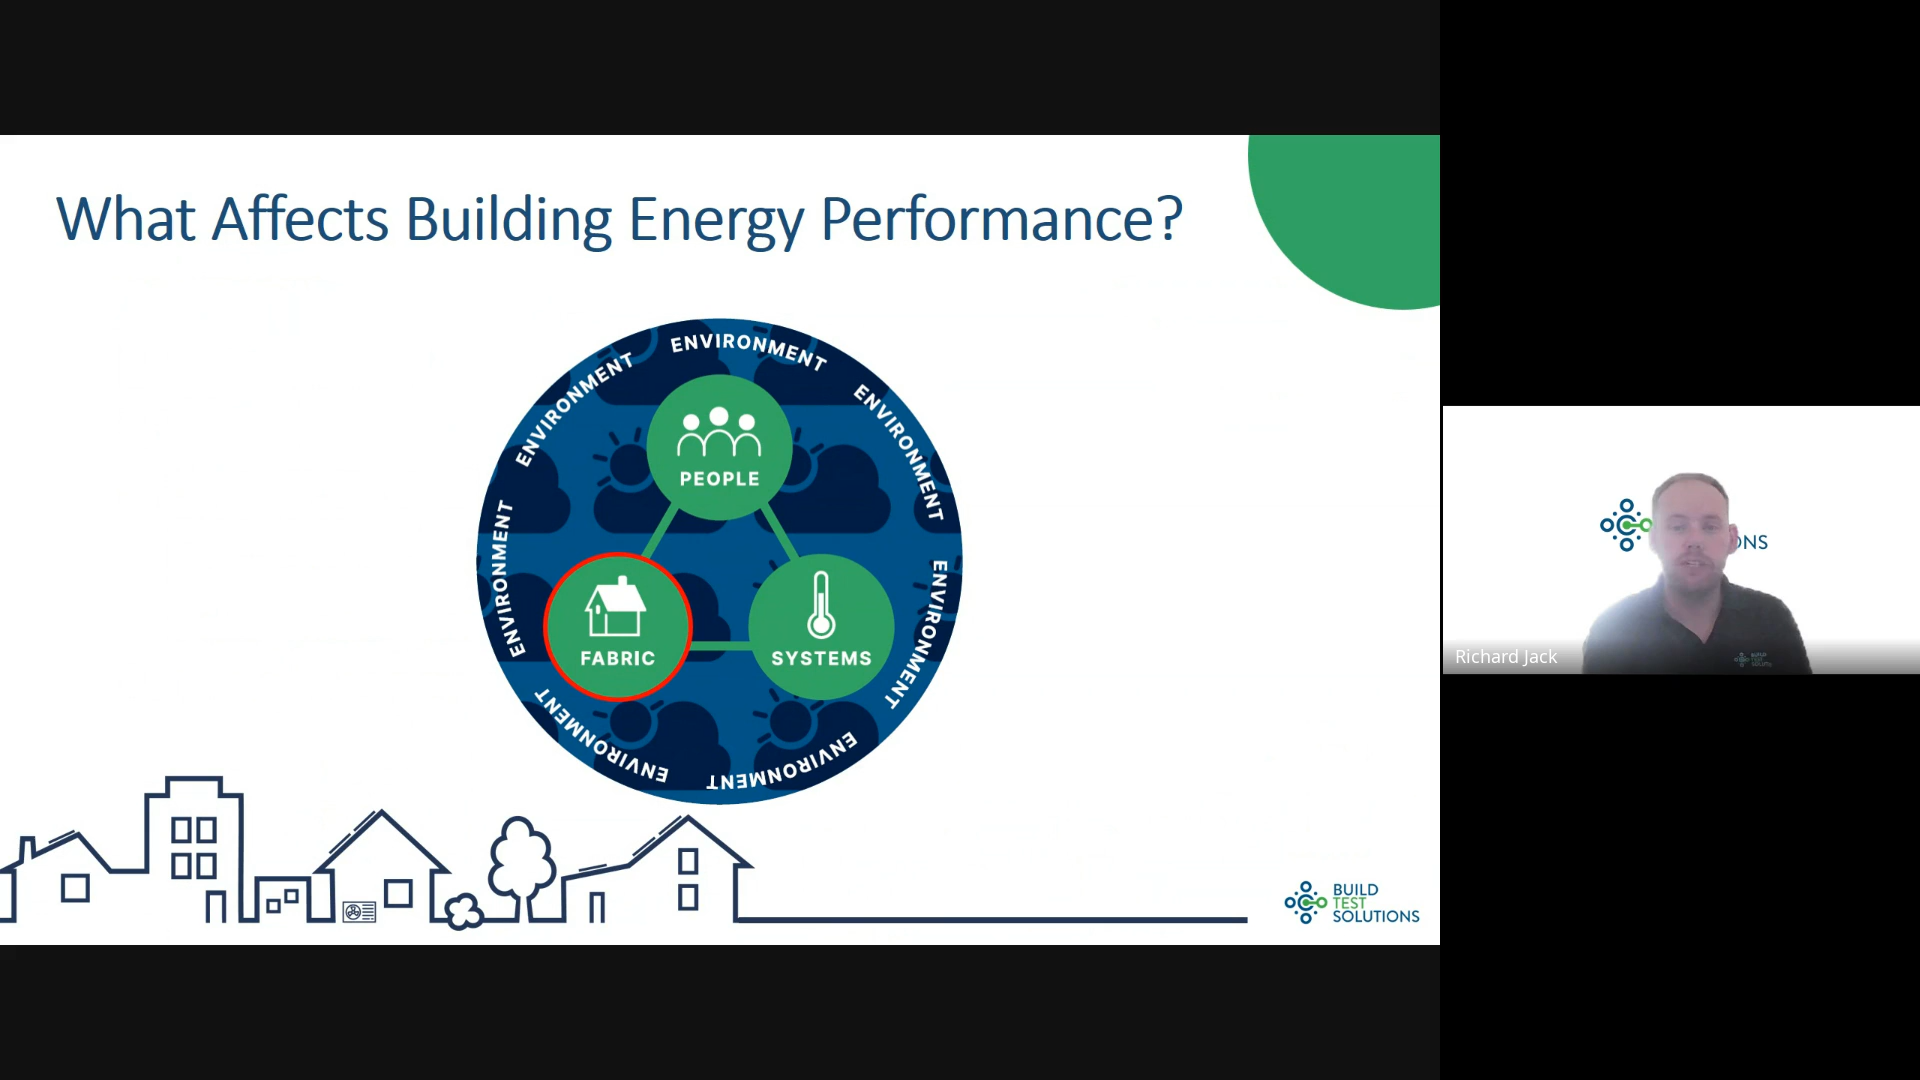 What Affects Building Energy Performance?
ENVIRONMENT
ENVIRONMENT
ENVIRONMENT
ENVIRONMENT
ENVIRONMENT
ENVIRONMENT
ENVIRONMENT
PEOPLE
FABRIC
SYSTEMS
BUILD
TEST
SOLUTIONS
ONS
Richard Jack